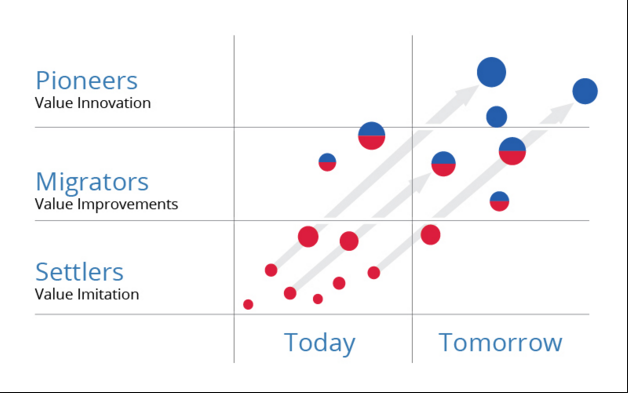 Pioneers
Value Innovation
Migrators
Value Improvements
Settlers
Value Imitation
Today
Tomorrow